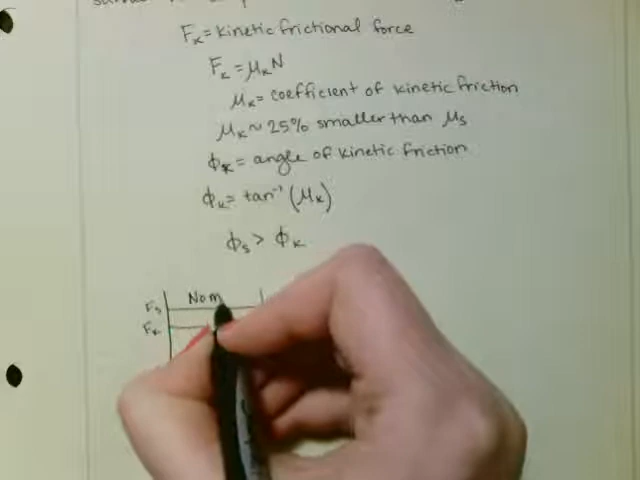 Fₖ = kinetic frictional force
Fₖ = μₖN
μₖ = coefficient of kinetic friction
μₖ ~ 25% smaller than μₛ
ϕₖ = angle of kinetic friction
ϕₖ = tan⁻¹ (μₖ)
ϕₛ > ϕₖ
Nom
Fₛ
Fₖ